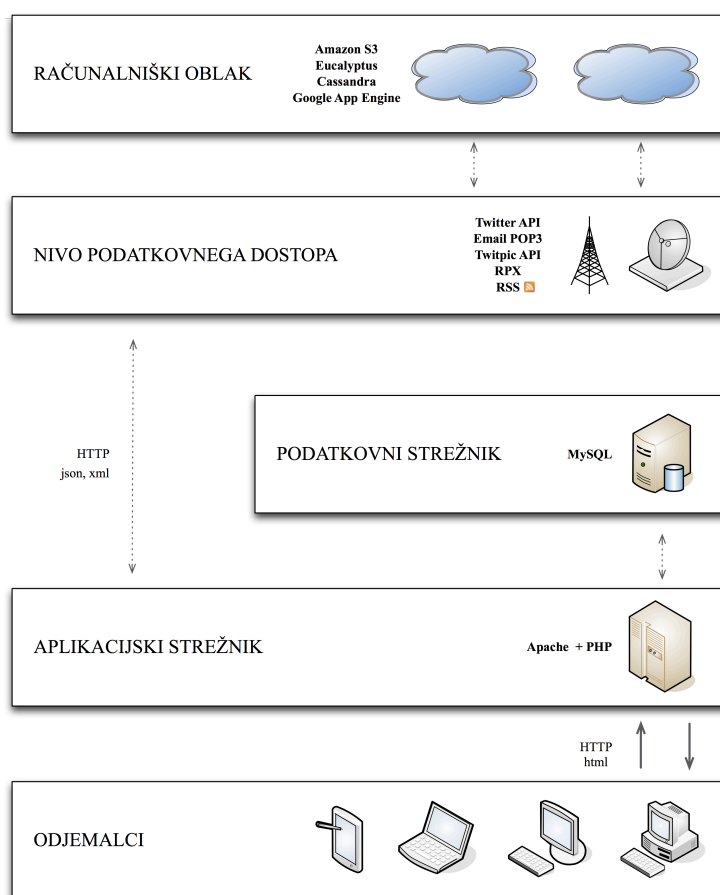 RAČUNALNIŠKI OBLAK
Amazon S3
Eucalyptus
Cassandra
Google App Engine
NIVO PODATKOVNEGA DOSTOPA
Twitter API
Email POP3
Twitpic API
RPX
RSS
HTTP
json, xml
PODATKOVNI STREŽNIK
MySQL
APLIKACIJSKI STREŽNIK
Apache + PHP
HTTP
html
ODJEMALCI